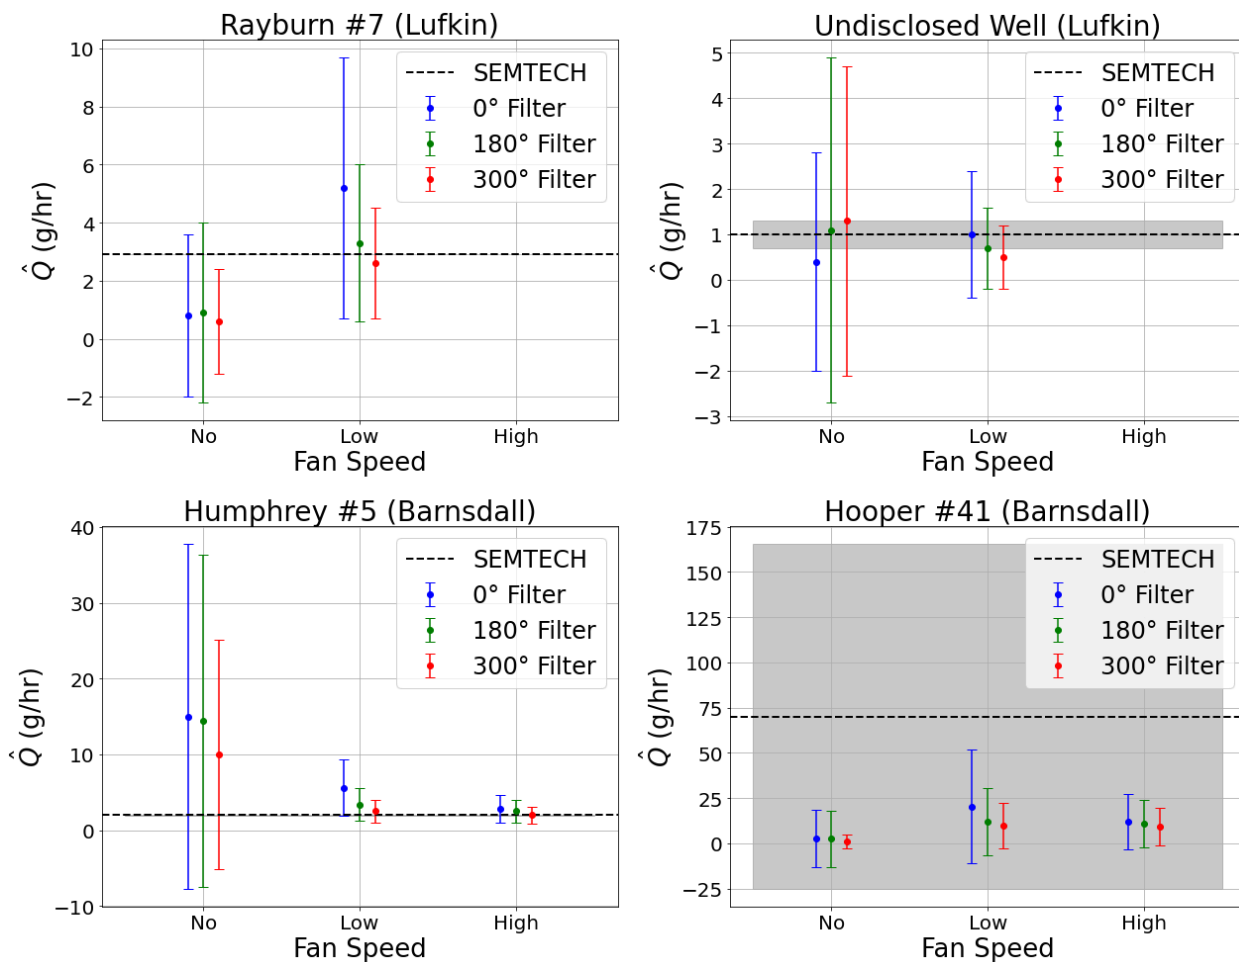 Rayburn #7 (Lufkin)
10
8
6
4
2
0
−2
Q̂ (g/hr)
SEMTECH
0° Filter
180° Filter
300° Filter
No
Low
High
Fan Speed
Undisclosed Well (Lufkin)
5
4
3
2
1
0
−1
−2
−3
Q̂ (g/hr)
SEMTECH
0° Filter
180° Filter
300° Filter
No
Low
High
Fan Speed
Humphrey #5 (Barnsdall)
40
30
20
10
0
−10
Q̂ (g/hr)
SEMTECH
0° Filter
180° Filter
300° Filter
No
Low
High
Fan Speed
Hooper #41 (Barnsdall)
175
150
125
100
75
50
25
0
−25
Q̂ (g/hr)
SEMTECH
0° Filter
180° Filter
300° Filter
No
Low
High
Fan Speed